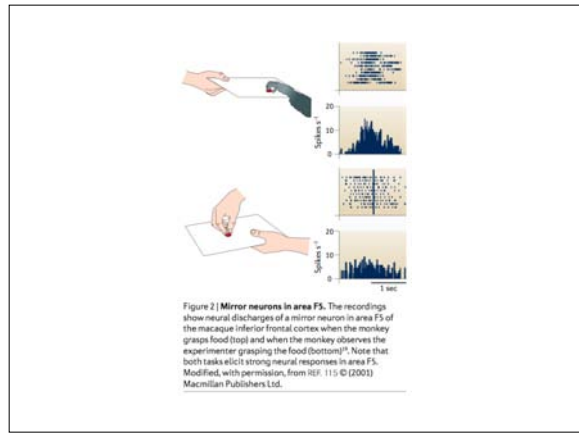 20
10
0
Spikes s⁻¹
20
10
0
Spikes s⁻¹
1 sec
Figure 2 | Mirror neurons in area F5. The recordings
show neural discharges of a mirror neuron in area F5 of
the macaque inferior frontal cortex when the monkey
grasps food (top) and when the monkey observes the
experimenter grasping the food (bottom)¹⁹. Note that
both tasks elicit strong neural responses in area F5.
Modified, with permission, from REF. 115 © (2001)
Macmillan Publishers Ltd.